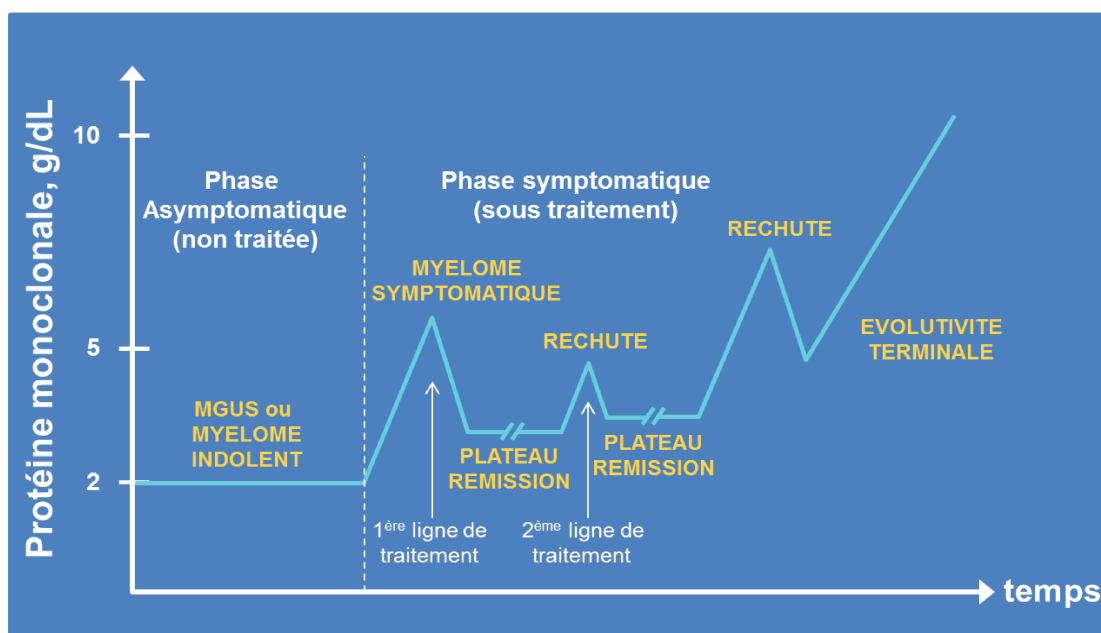 Protéine monoclonale, g/dL
10
5
2
Phase
Asymptomatique
(non traitée)
Phase symptomatique
(sous traitement)
MGUS ou
MYELOME
INDOLENT
MYELOME
SYMPTOMATIQUE
PLATEAU
REMISSION
RECHUTE
PLATEAU
REMISSION
RECHUTE
EVOLUTIVITE
TERMINALE
1ère ligne de
traitement
2ème ligne de
traitement
temps